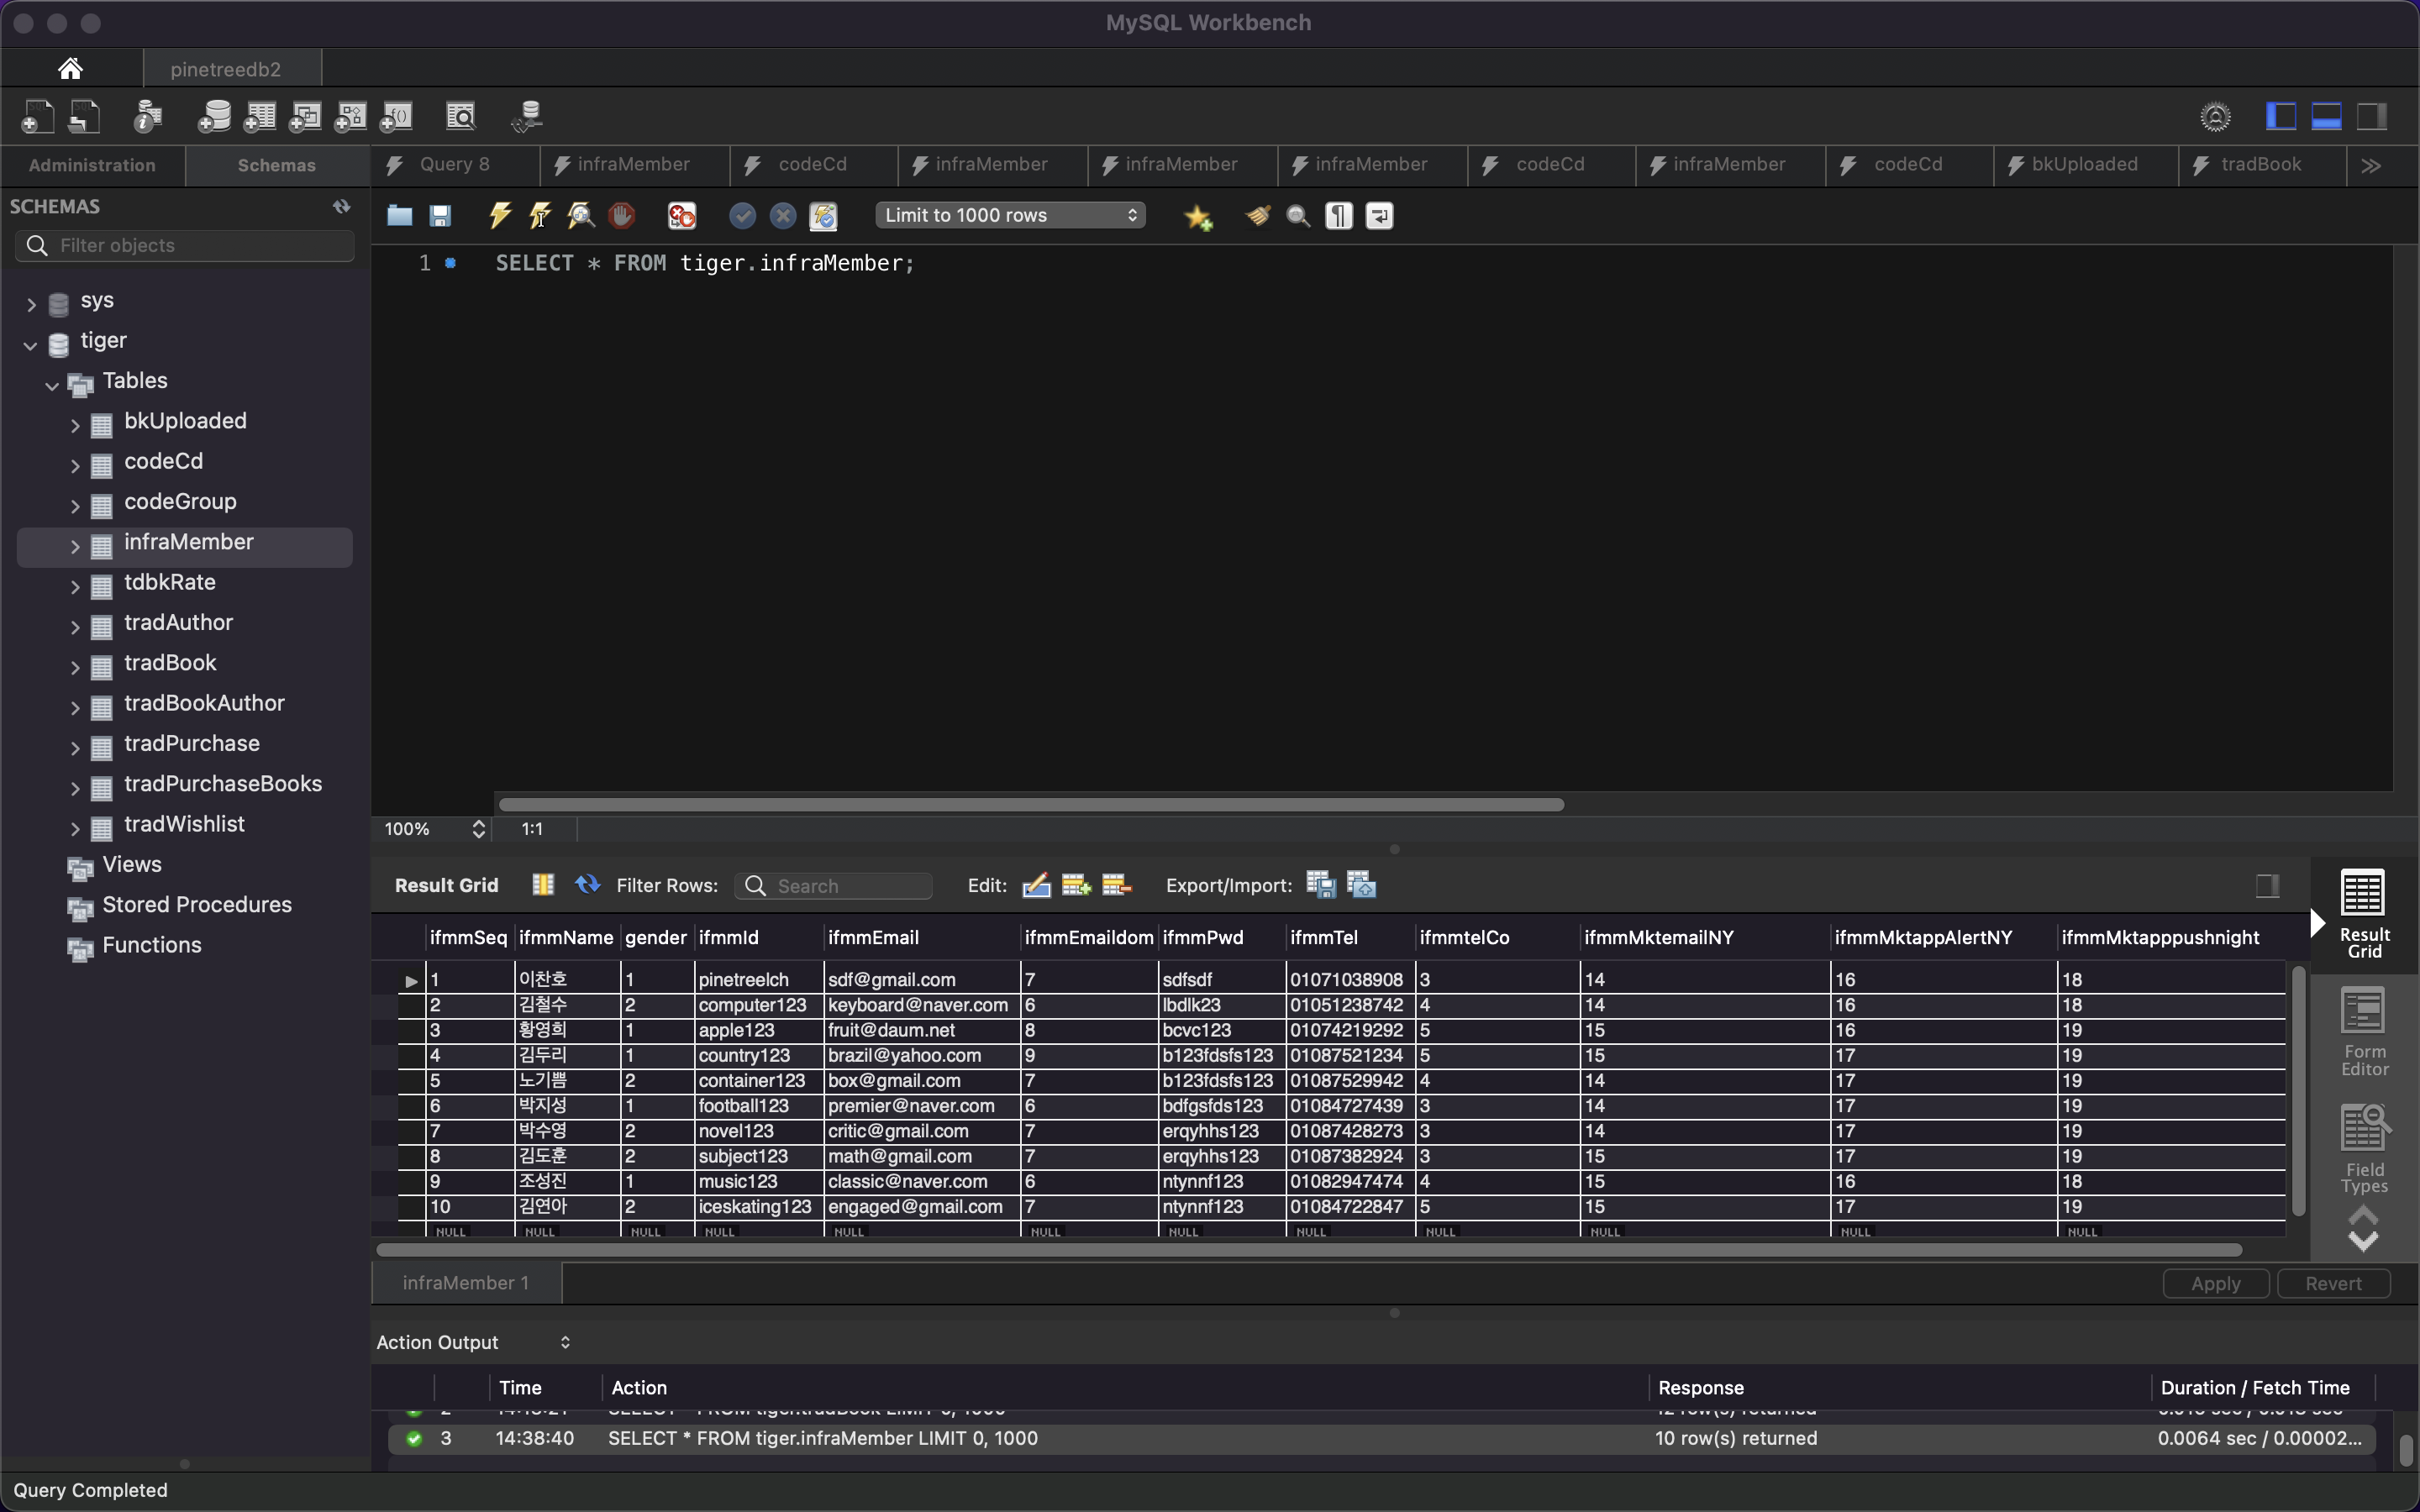 MySQL Workbench
pinetreedb2
Administration Schemas
Query 8 infraMember codeCd infraMember infraMember infraMember codeCd infraMember codeCd bkUploaded tradBook
SCHEMAS
Limit to 1000 rows
Filter objects
1 SELECT * FROM tiger.infraMember;
sys
tiger
Tables
bkUploaded
codeCd
codeGroup
infraMember
tdbkRate
tradAuthor
tradBook
tradBookAuthor
tradPurchase
tradPurchaseBooks
tradWishlist
Views
Stored Procedures
Functions
100% 1:1
Result Grid Filter Rows: Search Edit: Export/Import:
ifmmSeq ifmmName gender ifmmId ifmmEmail ifmmEmaildom ifmmPwd ifmmTel ifmmtelCo ifmmMktemailNY ifmmMktappAlertNY ifmmMktapppushnight
1 이찬호 1 pinetreelch sdf@gmail.com 7 sdfsdf 01071038908 3 14 16 18
2 김철수 2 computer123 keyboard@naver.com 6 lbdlk23 01051238742 4 14 16 18
3 황영희 1 apple123 fruit@daum.net 8 bcvc123 01074219292 5 15 16 19
4 김두리 1 country123 brazil@yahoo.com 9 b123fdsfs123 01087521234 5 15 17 19
5 노기쁨 2 container123 box@gmail.com 7 b123fdsfs123 01087529942 4 14 17 19
6 박지성 1 football123 premier@naver.com 6 bdfgsfds123 01084727439 3 14 17 19
7 박수영 2 novel123 critic@gmail.com 7 erqyhhs123 01087428273 3 14 17 19
8 김도훈 2 subject123 math@gmail.com 7 erqyhhs123 01087382924 3 15 17 19
9 조성진 1 music123 classic@naver.com 6 ntynnf123 01082947474 4 15 16 18
10 김연아 2 iceskating123 engaged@gmail.com 7 ntynnf123 01084722847 5 15 17 19
NULL NULL NULL NULL NULL NULL NULL NULL NULL NULL NULL NULL
Result
Grid
Form
Editor
Field
Types
infraMember 1 Apply Revert
Action Output
Time Action Response Duration / Fetch Time
SELECT * FROM tiger.tradBook LIMIT 0, 1000 12 row(s) returned
3 14:38:40 SELECT * FROM tiger.infraMember LIMIT 0, 1000 10 row(s) returned 0.0064 sec / 0.00002...
Query Completed